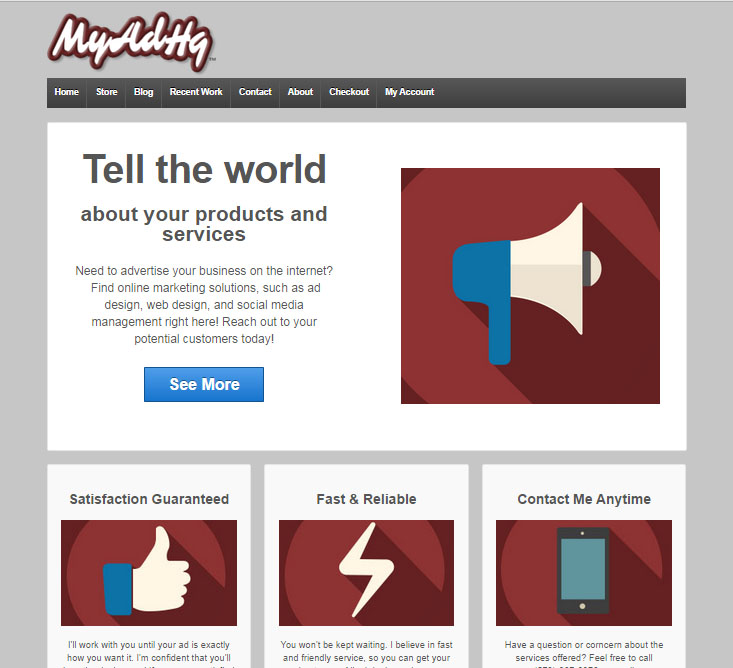 MyAdHq
Home Store Blog Recent Work Contact About Checkout My Account
Tell the world
about your products and
services
Need to advertise your business on the internet?
Find online marketing solutions, such as ad
design, web design, and social media
management right here! Reach out to your
potential customers today!
See More
Satisfaction Guaranteed
I'll work with you until your ad is exactly
how you want it. I'm confident that you'll
Fast & Reliable
You won't be kept waiting. I believe in fast
and friendly service, so you can get your
Contact Me Anytime
Have a question or corncern about the
services offered? Feel free to call